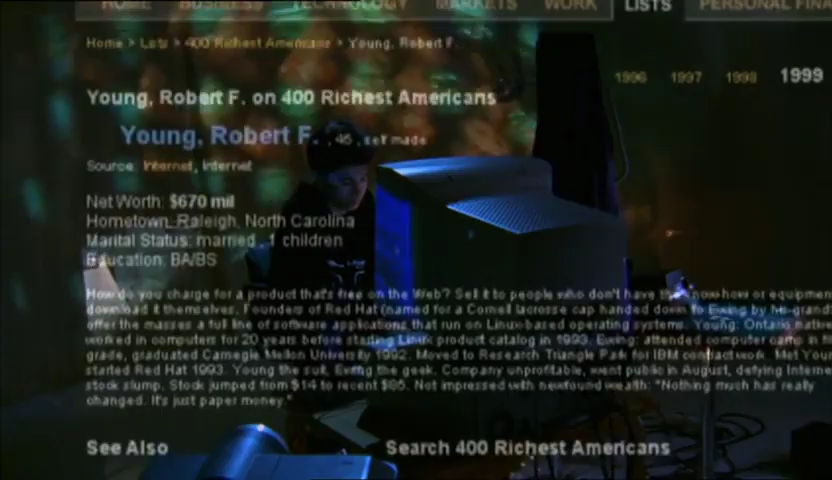 HOME BUSINESS TECHNOLOGY MARKETS WORK LISTS PERSONAL FINA
Home > Lists > 400 Richest Americans > Young, Robert F.
1996 1997 1998 1999
Young, Robert F. on 400 Richest Americans
Young, Robert F. , 45 , self made
Source: Internet, Internet
Net Worth: $670 mil
Hometown: Raleigh, North Carolina
Marital Status: married , 1 children
Education: BA/BS
How do you charge for a product that's free on the Web? Sell it to people who don't have the know how or equipmen
download it themselves. Founders of Red Hat (named for a Cornell lacrosse cap handed down to Ewing by his grand
offer the masses a full line of software applications that run on Linux-based operating systems. Young: Ontario native
worked in computers for 20 years before starting Linux product catalog in 1993. Ewing: attended computer camp in
grade, graduated Carnegie Mellon University 1992. Moved to Research Triangle Park for IBM contract work. Met You
started Red Hat 1993. Young the suit, Ewing the geek. Company unprofitable, went public in August, defying Intern
stock slump. Stock jumped from $14 to recent $85. Not impressed with newfound wealth: "Nothing much has really
changed. It's just paper money."
See Also Search 400 Richest Americans